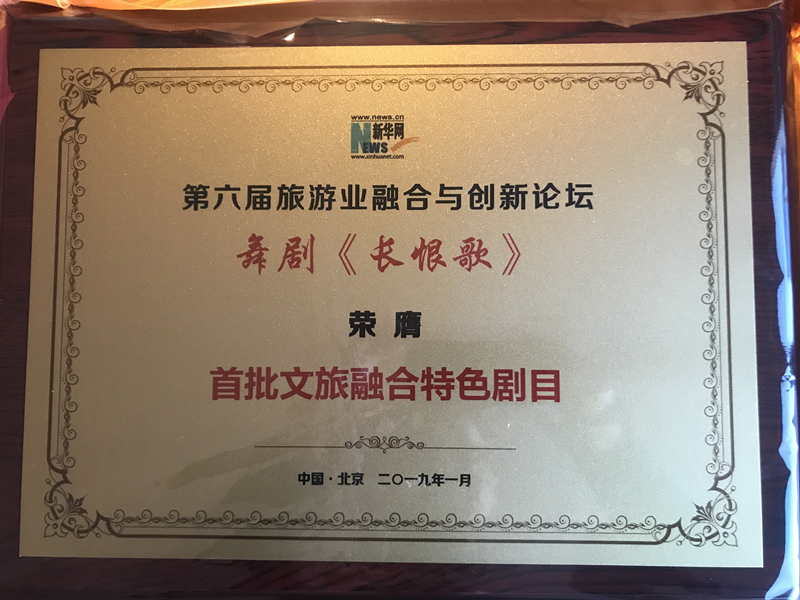 www.news.cn
新华网
NEWS
www.xinhuanet.com
第六届旅游业融合与创新论坛
舞剧《长恨歌》
荣膺
首批文旅融合特色剧目
中国·北京 二〇一九年一月